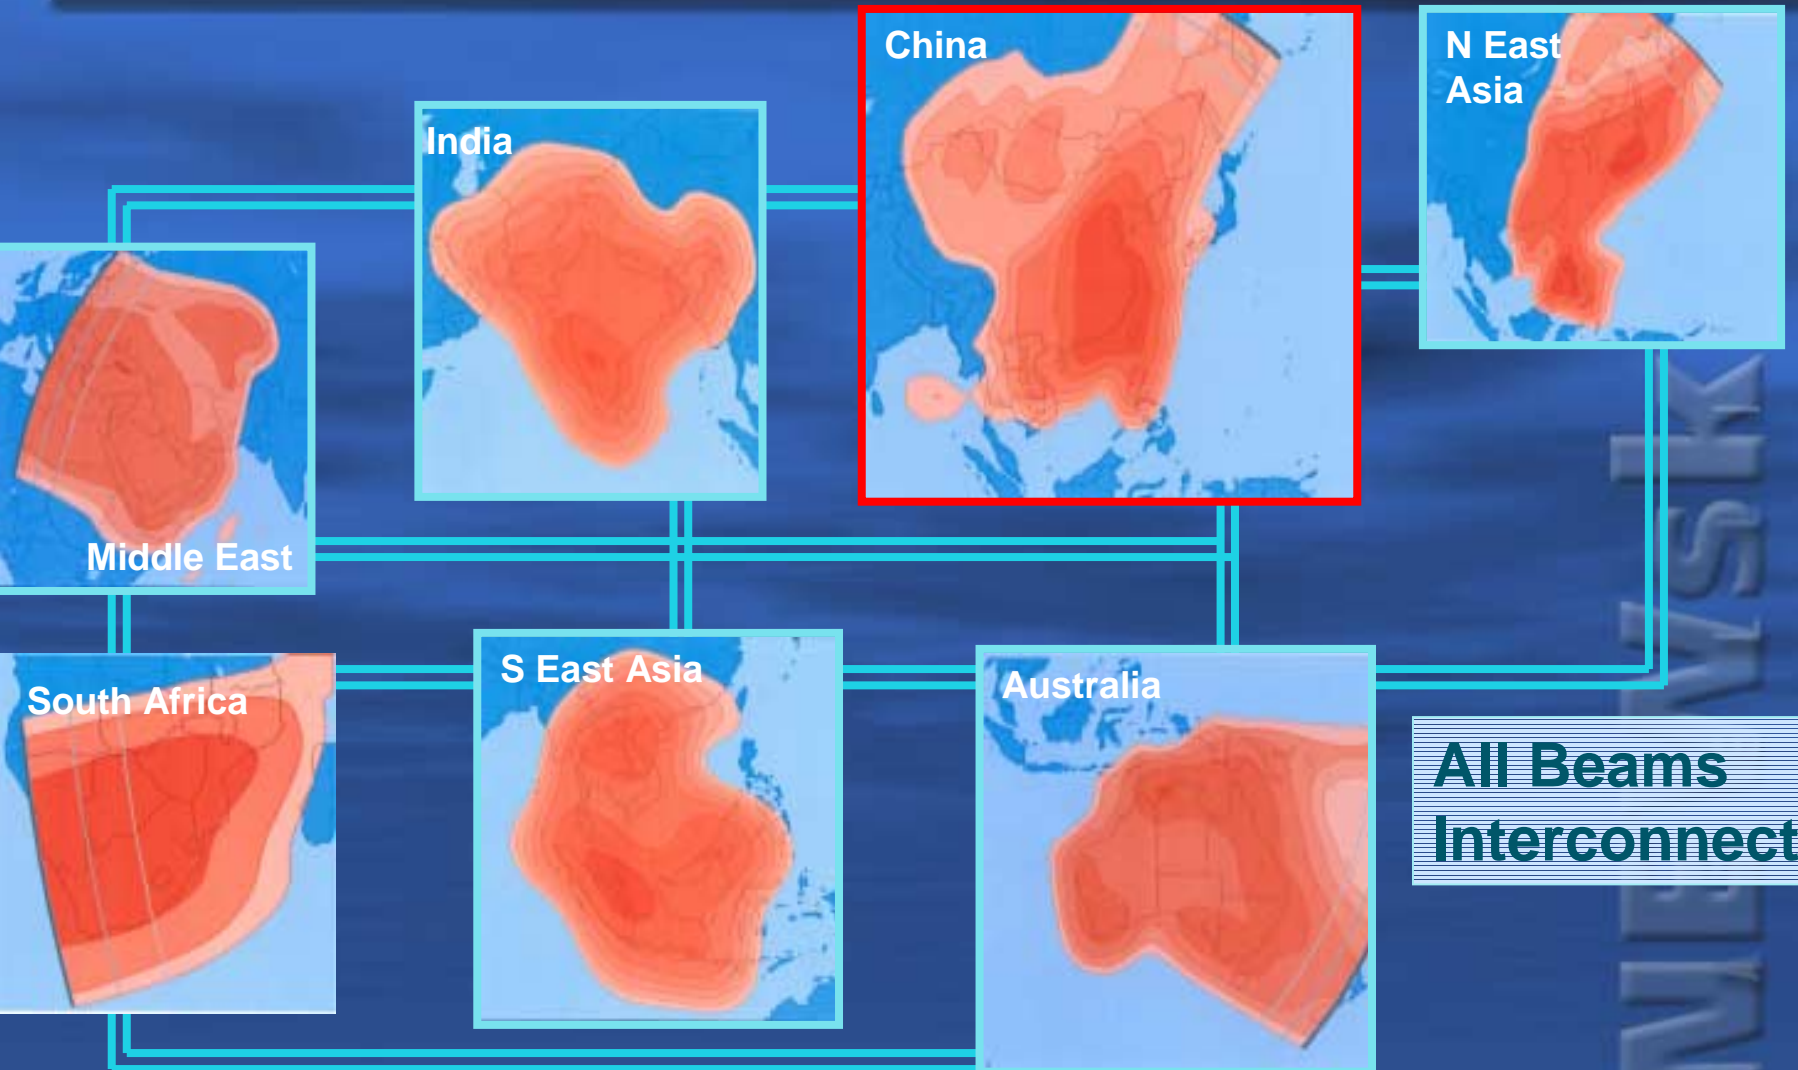 China
N East
Asia
India
Middle East
South Africa
S East Asia
Australia
All Beams
Interconnect